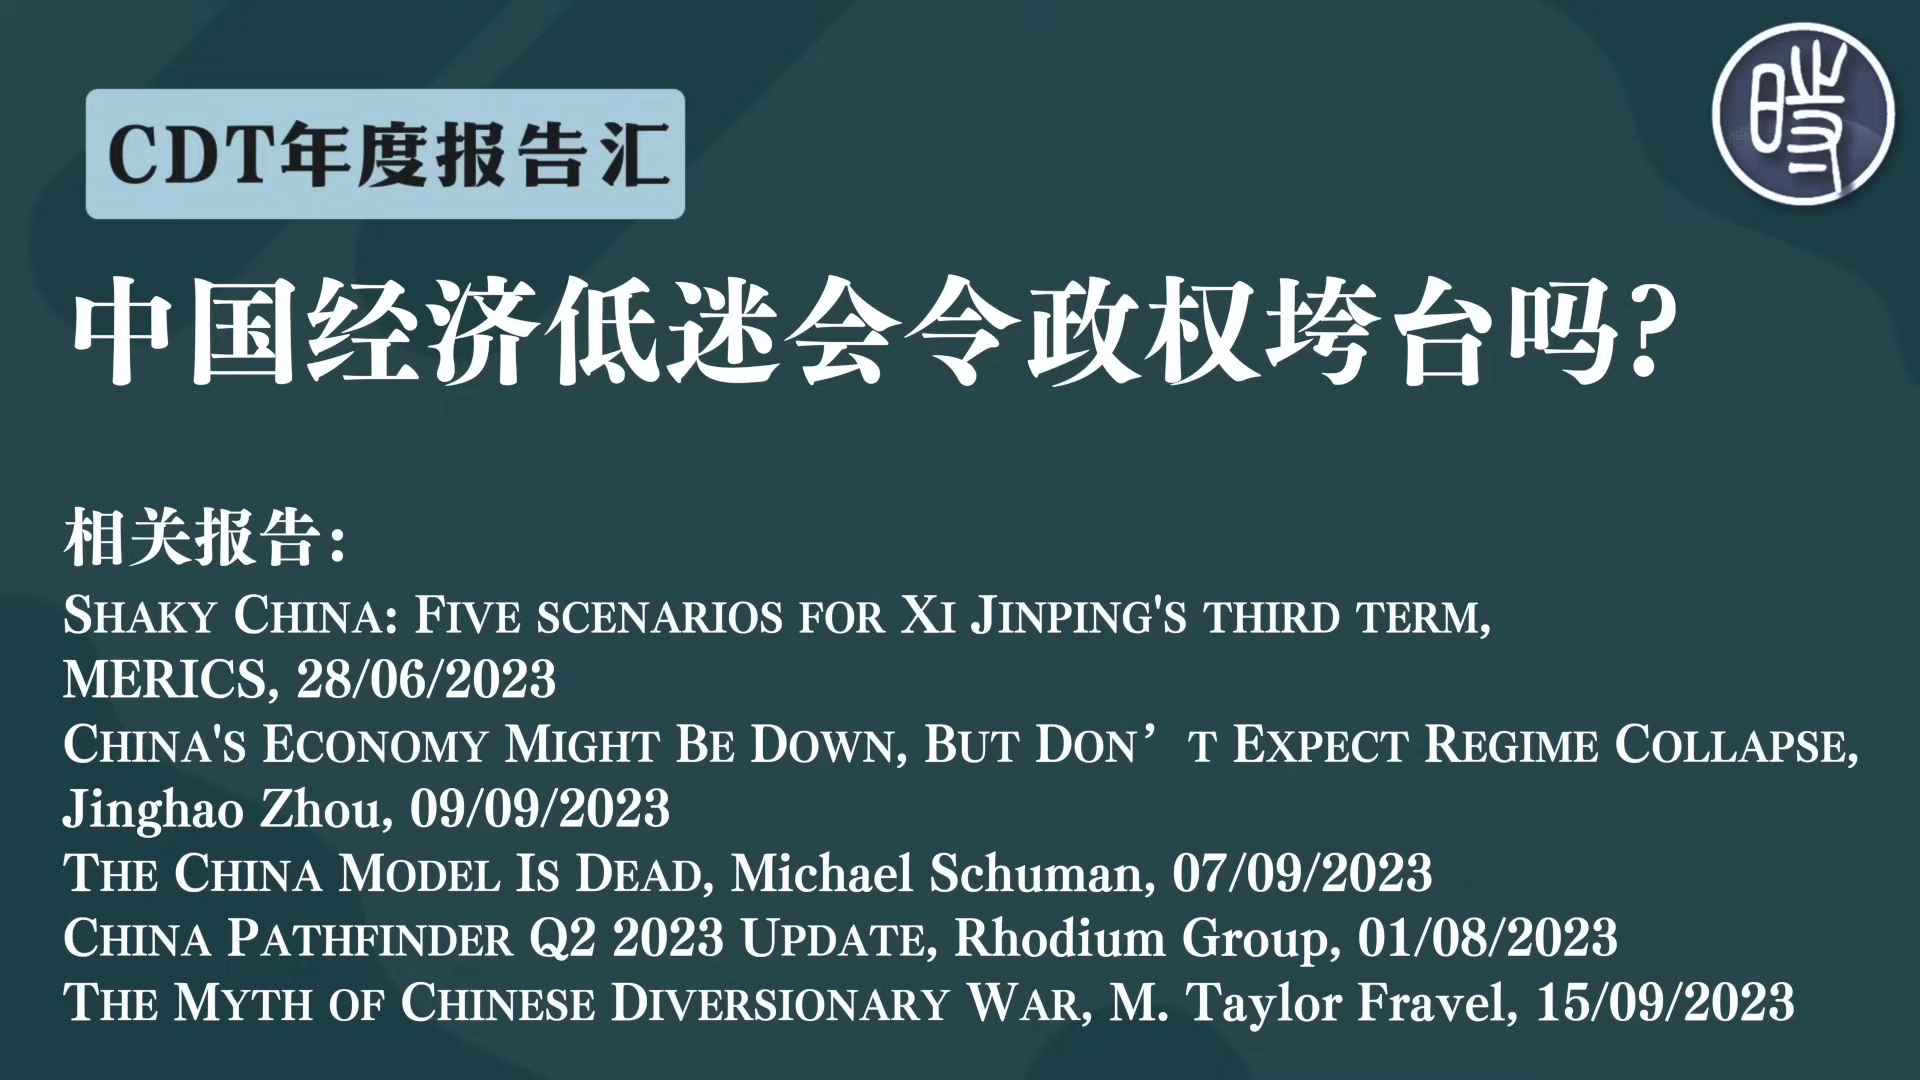 CDT年度报告汇
时
中国经济低迷会令政权垮台吗?
相关报告:
SHAKY CHINA: FIVE SCENARIOS FOR XI JINPING'S THIRD TERM,
MERICS, 28/06/2023
CHINA'S ECONOMY MIGHT BE DOWN, BUT DON’T EXPECT REGIME COLLAPSE,
Jinghao Zhou, 09/09/2023
THE CHINA MODEL IS DEAD, Michael Schuman, 07/09/2023
CHINA PATHFINDER Q2 2023 UPDATE, Rhodium Group, 01/08/2023
THE MYTH OF CHINESE DIVERSIONARY WAR, M. Taylor Fravel, 15/09/2023